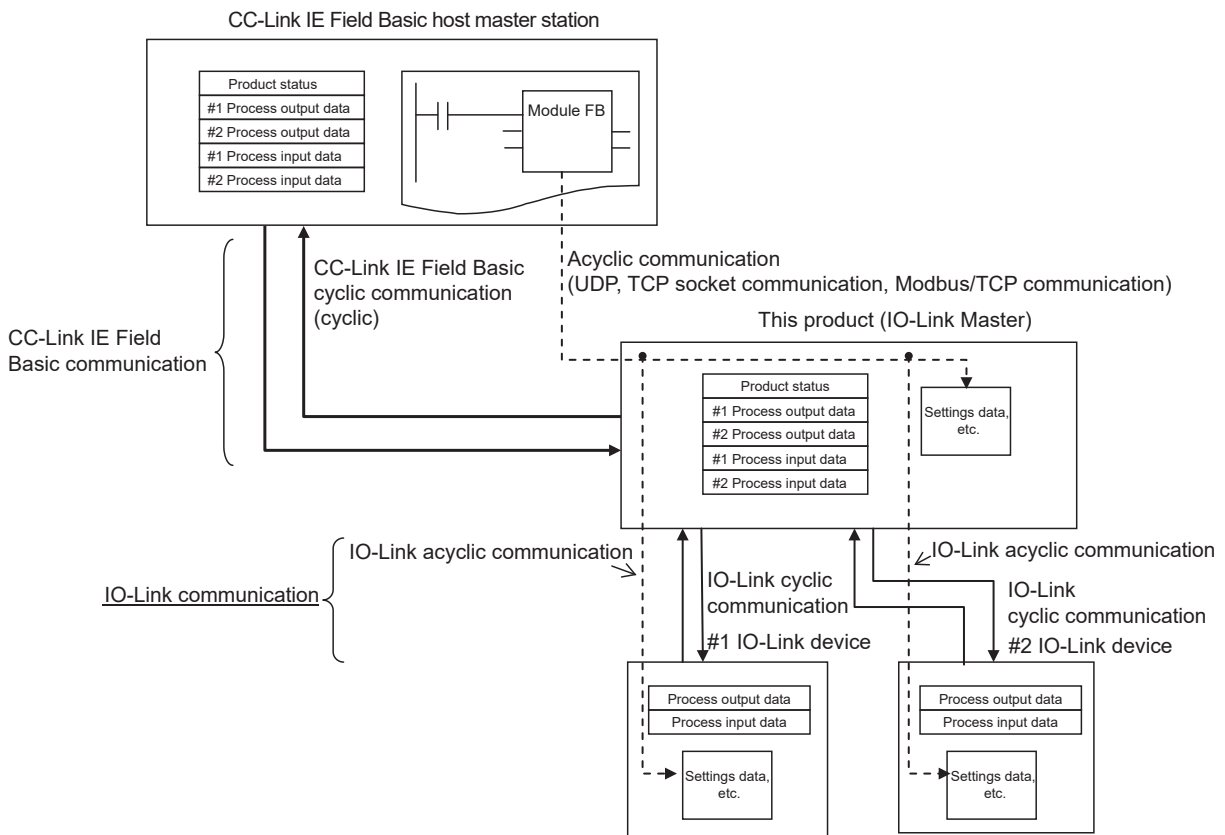 CC-Link IE Field Basic host master station
Product status
#1 Process output data
#2 Process output data
#1 Process input data
#2 Process input data
Module FB
CC-Link IE Field Basic
cyclic communication
(cyclic)
Acyclic communication
(UDP, TCP socket communication, Modbus/TCP communication)
CC-Link IE Field
Basic communication
This product (IO-Link Master)
Product status
#1 Process output data
#2 Process output data
#1 Process input data
#2 Process input data
Settings data,
etc.
IO-Link communication
IO-Link acyclic communication
IO-Link cyclic
communication
#1 IO-Link device
IO-Link acyclic communication
IO-Link
cyclic communication
#2 IO-Link device
Process output data
Process input data
Settings data,
etc.
Process output data
Process input data
Settings data,
etc.